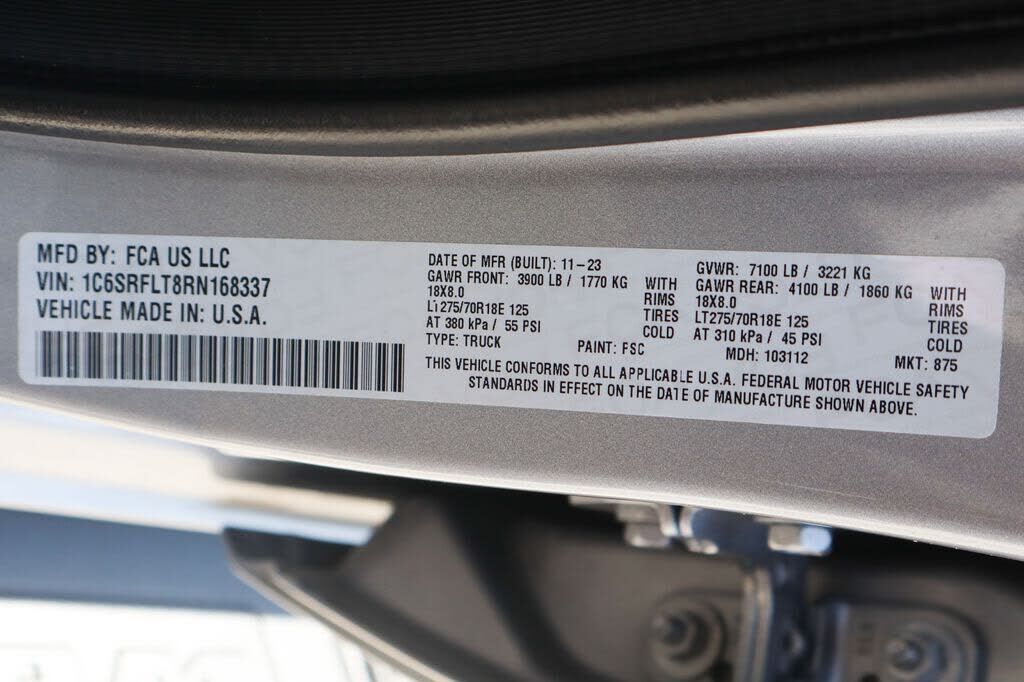 MFD BY: FCA US LLC
VIN: 1C6SRFLT8RN168337
VEHICLE MADE IN: U.S.A.
DATE OF MFR (BUILT): 11-23
GAWR FRONT: 3900 LB / 1770 KG WITH
18X8.0 RIMS
LT275/70R18E 125 TIRES
AT 380 kPa / 55 PSI COLD
TYPE: TRUCK PAINT: FSC
GVWR: 7100 LB / 3221 KG
GAWR REAR: 4100 LB / 1860 KG WITH
18X8.0 RIMS
LT275/70R18E 125 TIRES
AT 310 kPa / 45 PSI COLD
MDH: 103112 MKT: 875
THIS VEHICLE CONFORMS TO ALL APPLICABLE U.S.A. FEDERAL MOTOR VEHICLE SAFETY
STANDARDS IN EFFECT ON THE DATE OF MANUFACTURE SHOWN ABOVE.